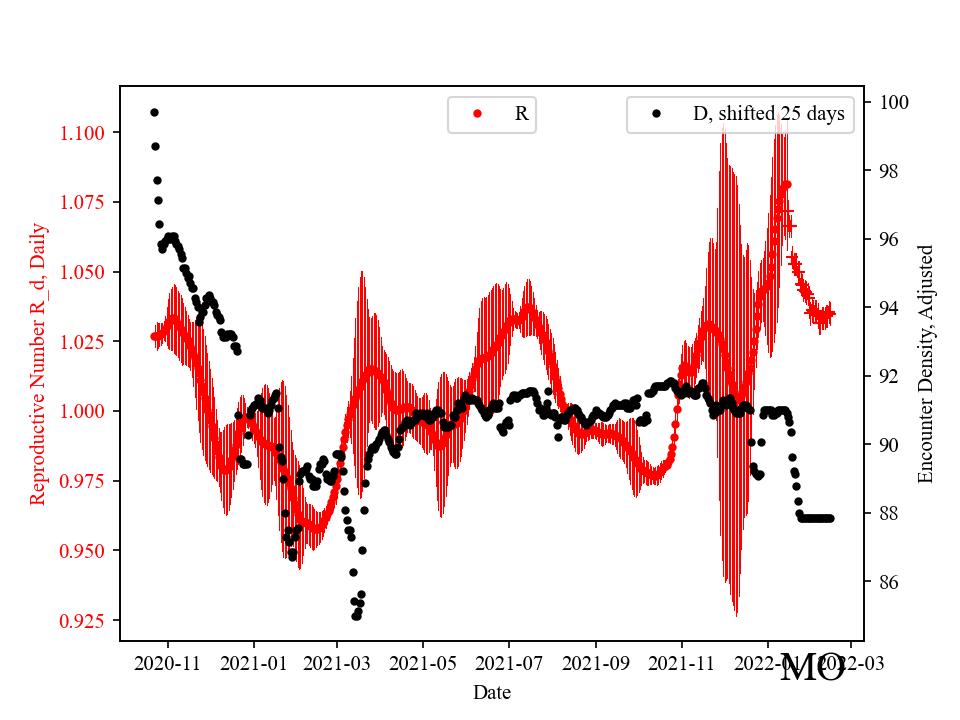 R
D, shifted 25 days
1.100
1.075
1.050
1.025
1.000
0.975
0.950
0.925
Reproductive Number R_d, Daily
100
98
96
94
92
90
88
86
Encounter Density, Adjusted
2020-11 2021-01 2021-03 2021-05 2021-07 2021-09 2021-11 2022-01 2022-03
MO
Date